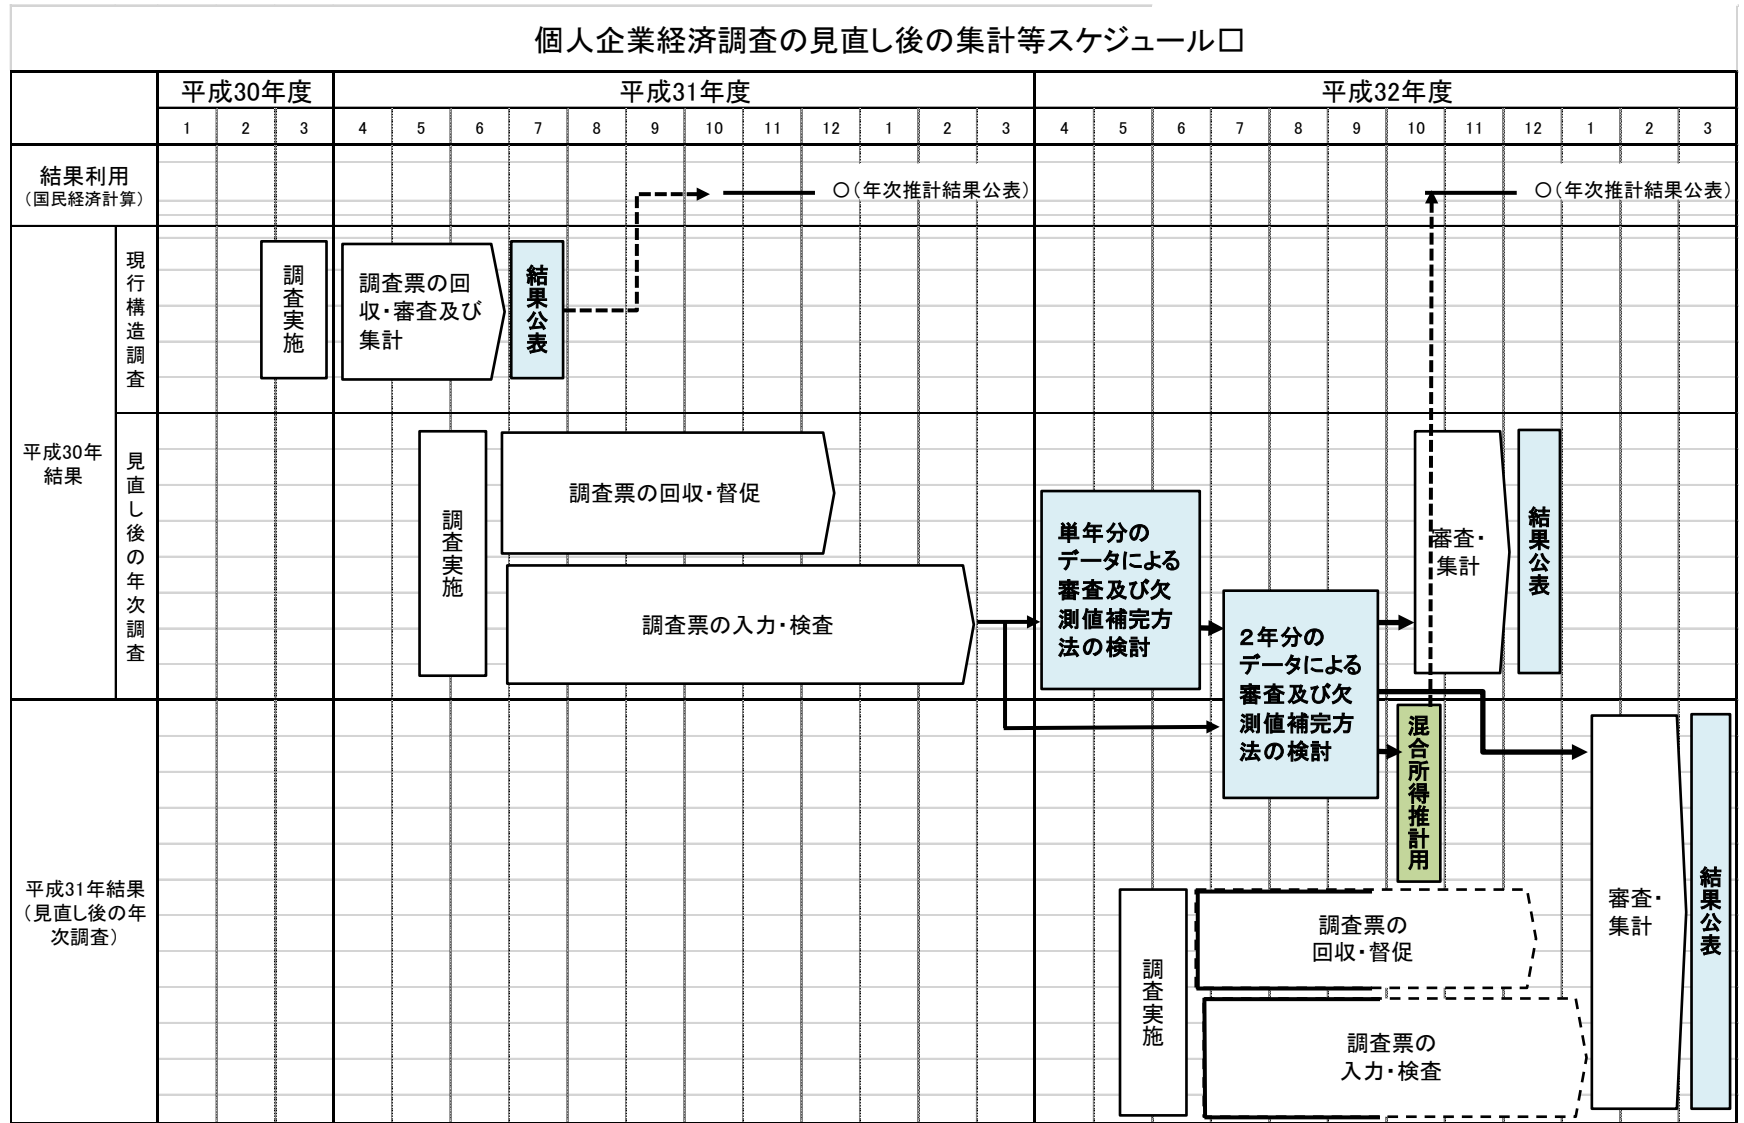 個人企業経済調査の見直し後の集計等スケジュール□
平成30年度
平成31年度
平成32年度
1 2 3 4 5 6 7 8 9 10 11 12 1 2 3 4 5 6 7 8 9 10 11 12 1 2 3
結果利用
（国民経済計算）
○（年次推計結果公表）
○（年次推計結果公表）
平成30年
結果
現行構造調査
調査実施
調査票の回
収・審査及び
集計
結果公表
見直し後の年次調査
調査実施
調査票の回収・督促
調査票の入力・検査
単年分の
データによる
審査及び欠
測値補完方
法の検討
２年分の
データによる
審査及び欠
測値補完方
法の検討
審査・
集計
結果公表
混合所得推計用
平成31年結果
（見直し後の年
次調査）
調査実施
調査票の
回収・督促
調査票の
入力・検査
審査・
集計
結果公表